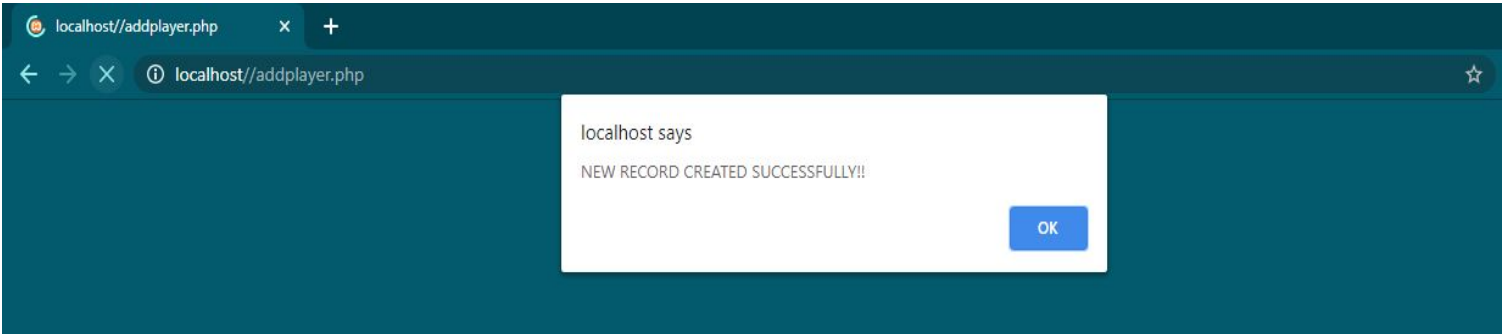 localhost//addplayer.php
localhost//addplayer.php
localhost says
NEW RECORD CREATED SUCCESSFULLY!!
OK